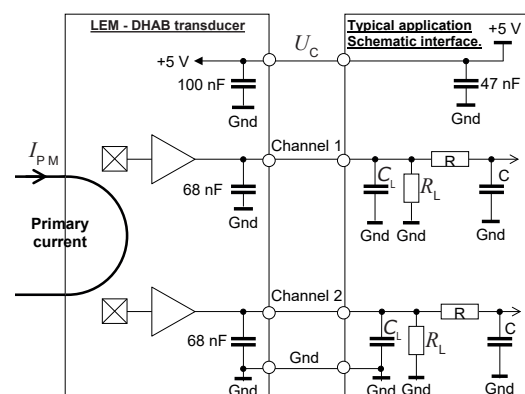 LEM - DHAB transducer
Typical application
Schematic interface.
+5 V
U_C
+5 V
100 nF
47 nF
Gnd
Gnd
I_PM
Channel 1
68 nF
C_L
R_L
R
C
Gnd
Gnd
Gnd
Gnd
Primary
current
Channel 2
68 nF
C_L
R_L
R
C
Gnd
Gnd
Gnd
Gnd
Gnd